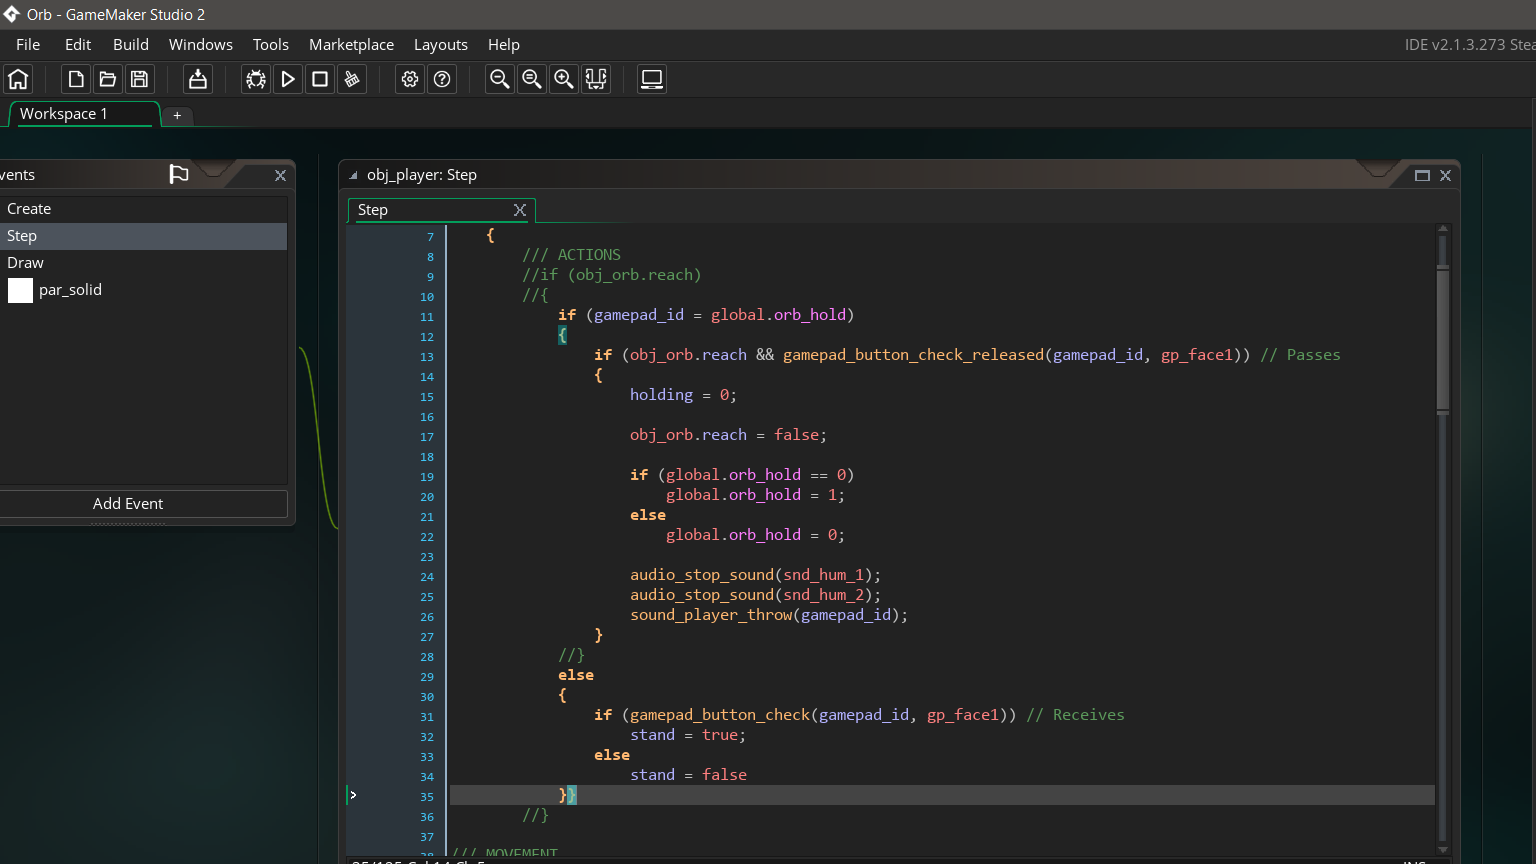 Orb - GameMaker Studio 2
File Edit Build Windows Tools Marketplace Layouts Help
IDE v2.1.3.273
Workspace 1 +
vents
Create
Step
Draw
par_solid
Add Event
obj_player: Step
Step
7 {
8 /// ACTIONS
9 //if (obj_orb.reach)
10 //{
11 if (gamepad_id = global.orb_hold)
12 {
13 if (obj_orb.reach && gamepad_button_check_released(gamepad_id, gp_face1)) // Passes
14 {
15 holding = 0;
16
17 obj_orb.reach = false;
18
19 if (global.orb_hold == 0)
20 global.orb_hold = 1;
21 else
22 global.orb_hold = 0;
23
24 audio_stop_sound(snd_hum_1);
25 audio_stop_sound(snd_hum_2);
26 sound_player_throw(gamepad_id);
27 }
28 //}
29 else
30 {
31 if (gamepad_button_check(gamepad_id, gp_face1)) // Receives
32 stand = true;
33 else
34 stand = false
35 }}
36 //}
37
38 /// MOVEMENT